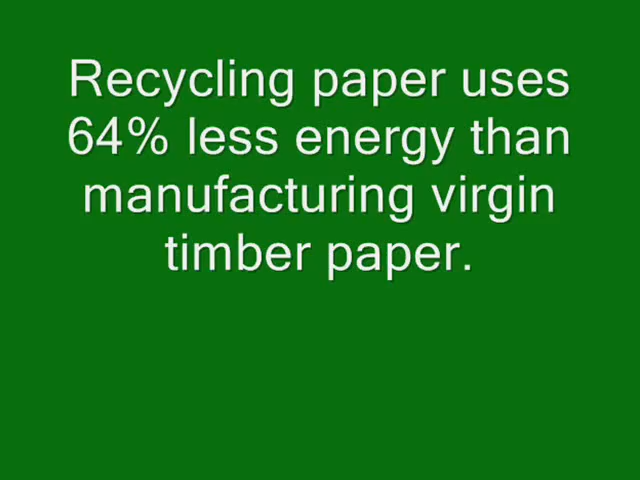 Recycling paper uses
64% less energy than
manufacturing virgin
timber paper.